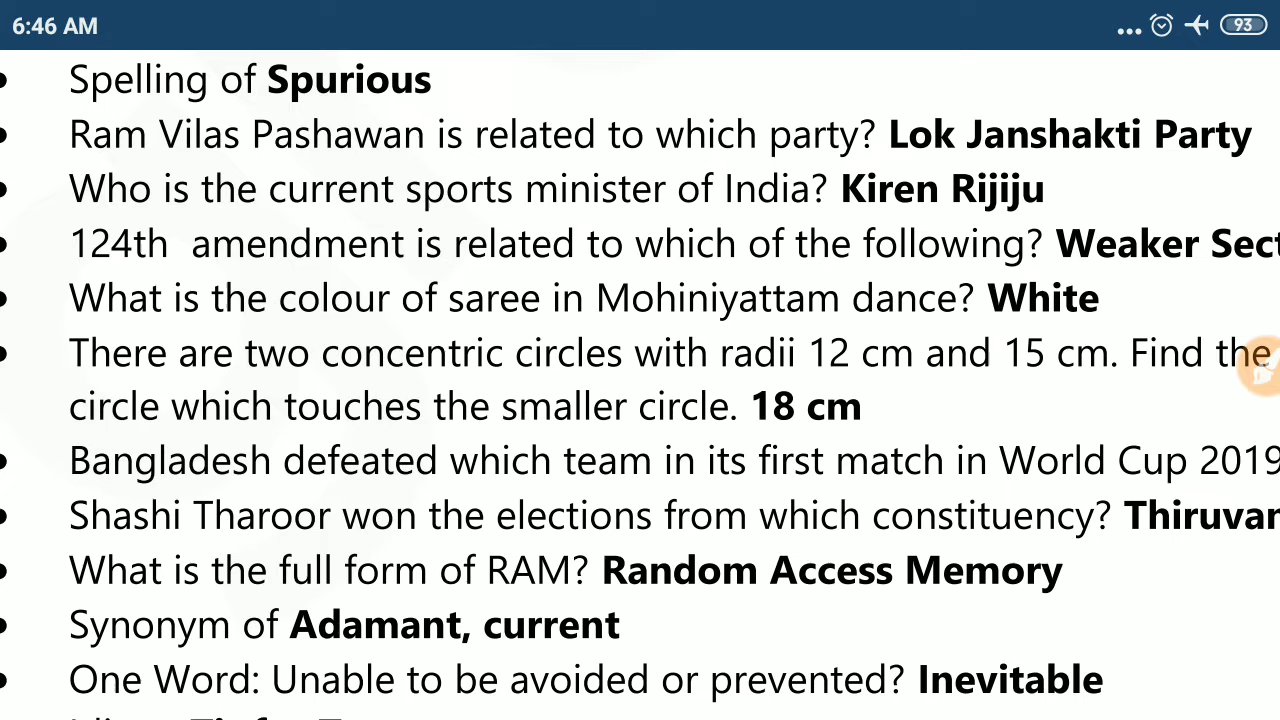 6:46 AM
93
• Spelling of Spurious
• Ram Vilas Pashawan is related to which party? Lok Janshakti Party
• Who is the current sports minister of India? Kiren Rijiju
• 124th amendment is related to which of the following? Weaker Sect
• What is the colour of saree in Mohiniyattam dance? White
• There are two concentric circles with radii 12 cm and 15 cm. Find the
circle which touches the smaller circle. 18 cm
• Bangladesh defeated which team in its first match in World Cup 2019
• Shashi Tharoor won the elections from which constituency? Thiruvan
• What is the full form of RAM? Random Access Memory
• Synonym of Adamant, current
• One Word: Unable to be avoided or prevented? Inevitable